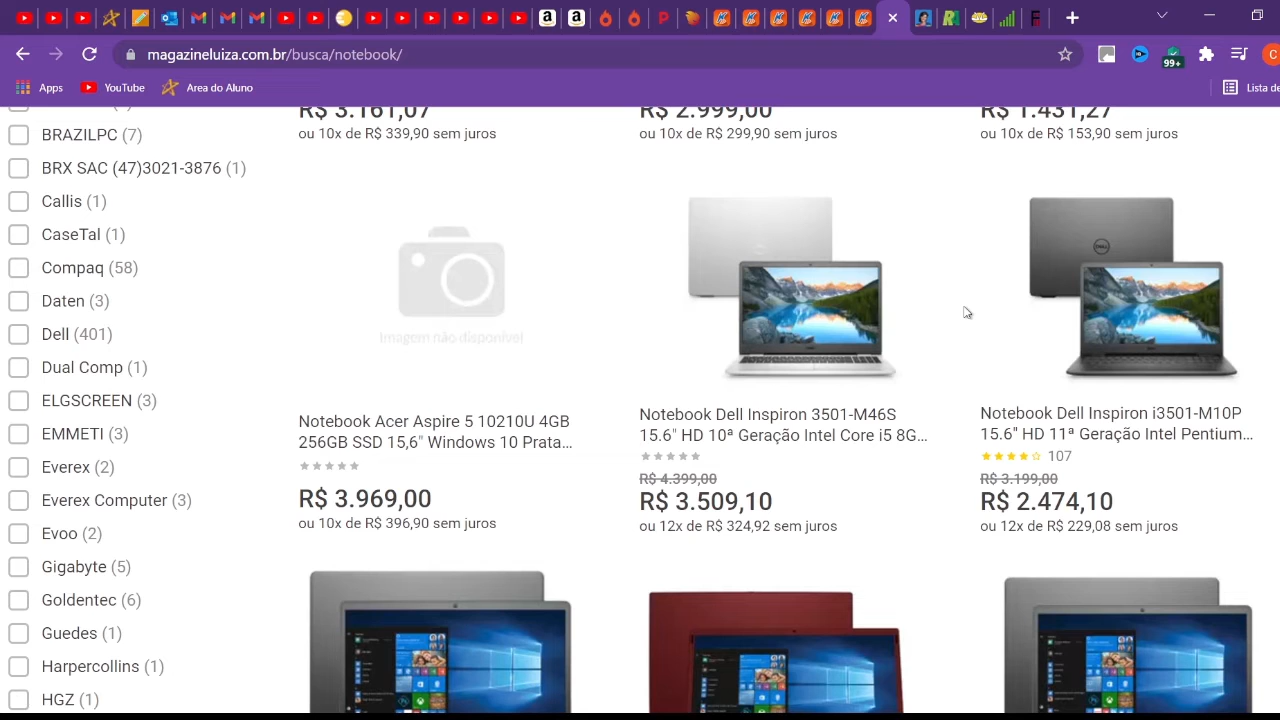 magazineluiza.com.br/busca/notebook/
99+
Apps
YouTube
Area do Aluno
Lista de
R$ 3.161,07
R$ 2.999,00
R$ 1.431,27
ou 10x de R$ 339,90 sem juros
ou 10x de R$ 299,90 sem juros
ou 10x de R$ 153,90 sem juros
BRAZILPC (7)
BRX SAC (47)3021-3876 (1)
Callis (1)
CaseTal (1)
Compaq (58)
Daten (3)
Dell (401)
Dual Comp (1)
ELGSCREEN (3)
EMMETI (3)
Everex (2)
Everex Computer (3)
Evoo (2)
Gigabyte (5)
Goldentec (6)
Guedes (1)
Harpercollins (1)
HGZ (1)
Imagem não disponível
Notebook Acer Aspire 5 10210U 4GB
256GB SSD 15,6" Windows 10 Prata...
R$ 3.969,00
ou 10x de R$ 396,90 sem juros
DELL
Notebook Dell Inspiron 3501-M46S
15.6" HD 10ª Geração Intel Core i5 8G...
R$ 4.399,00
R$ 3.509,10
ou 12x de R$ 324,92 sem juros
Notebook Dell Inspiron i3501-M10P
15.6" HD 11ª Geração Intel Pentium...
107
R$ 3.199,00
R$ 2.474,10
ou 12x de R$ 229,08 sem juros